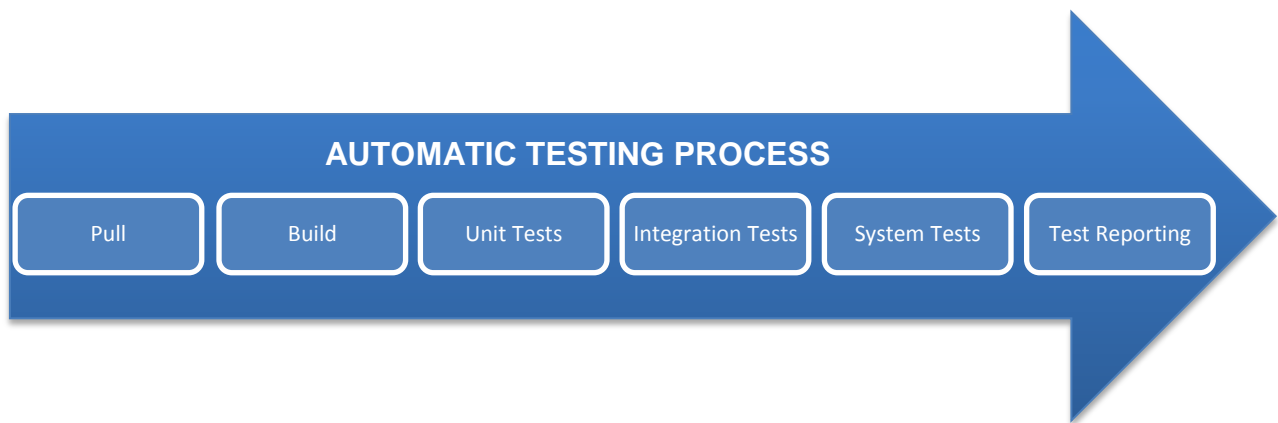 AUTOMATIC TESTING PROCESS
Pull
Build
Unit Tests
Integration Tests
System Tests
Test Reporting